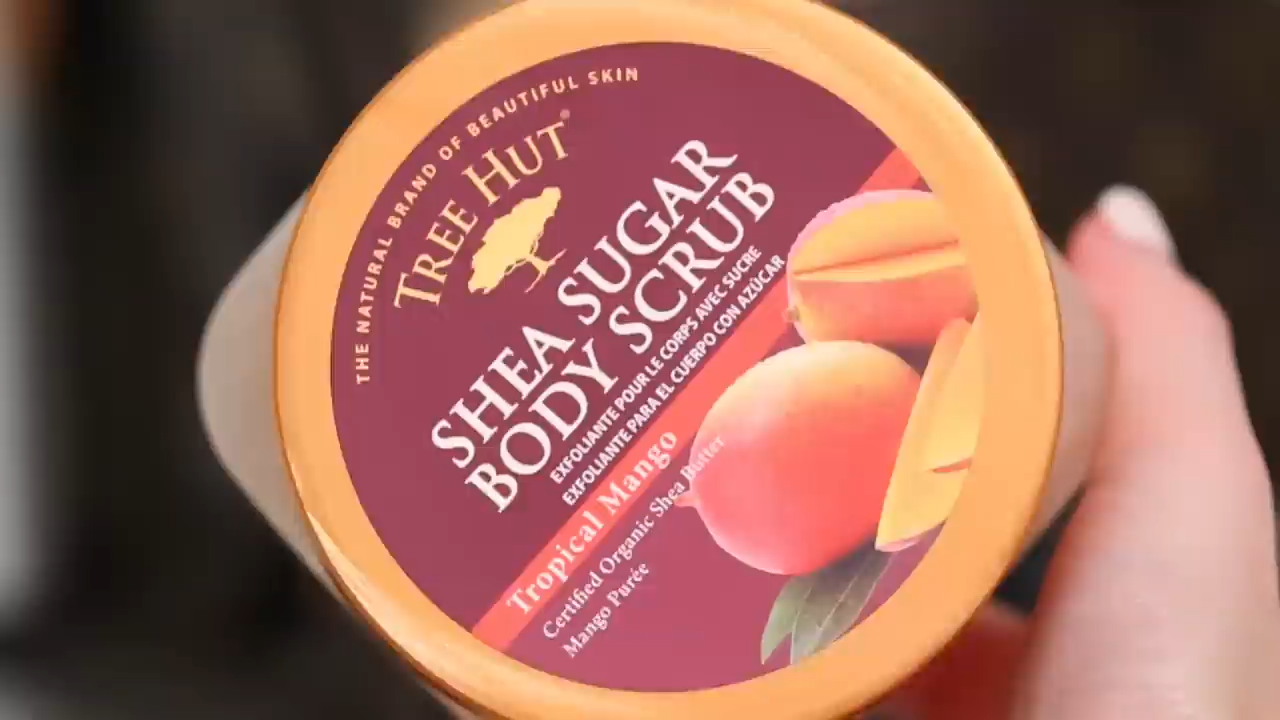 THE NATURAL BRAND OF BEAUTIFUL SKIN
TREE HUT®
SHEA SUGAR
BODY SCRUB
EXFOLIANTE POUR LE CORPS AVEC SUCRE
EXFOLIANTE PARA EL CUERPO CON AZÚCAR
Tropical Mango
Certified Organic Shea Butter
Mango Purée